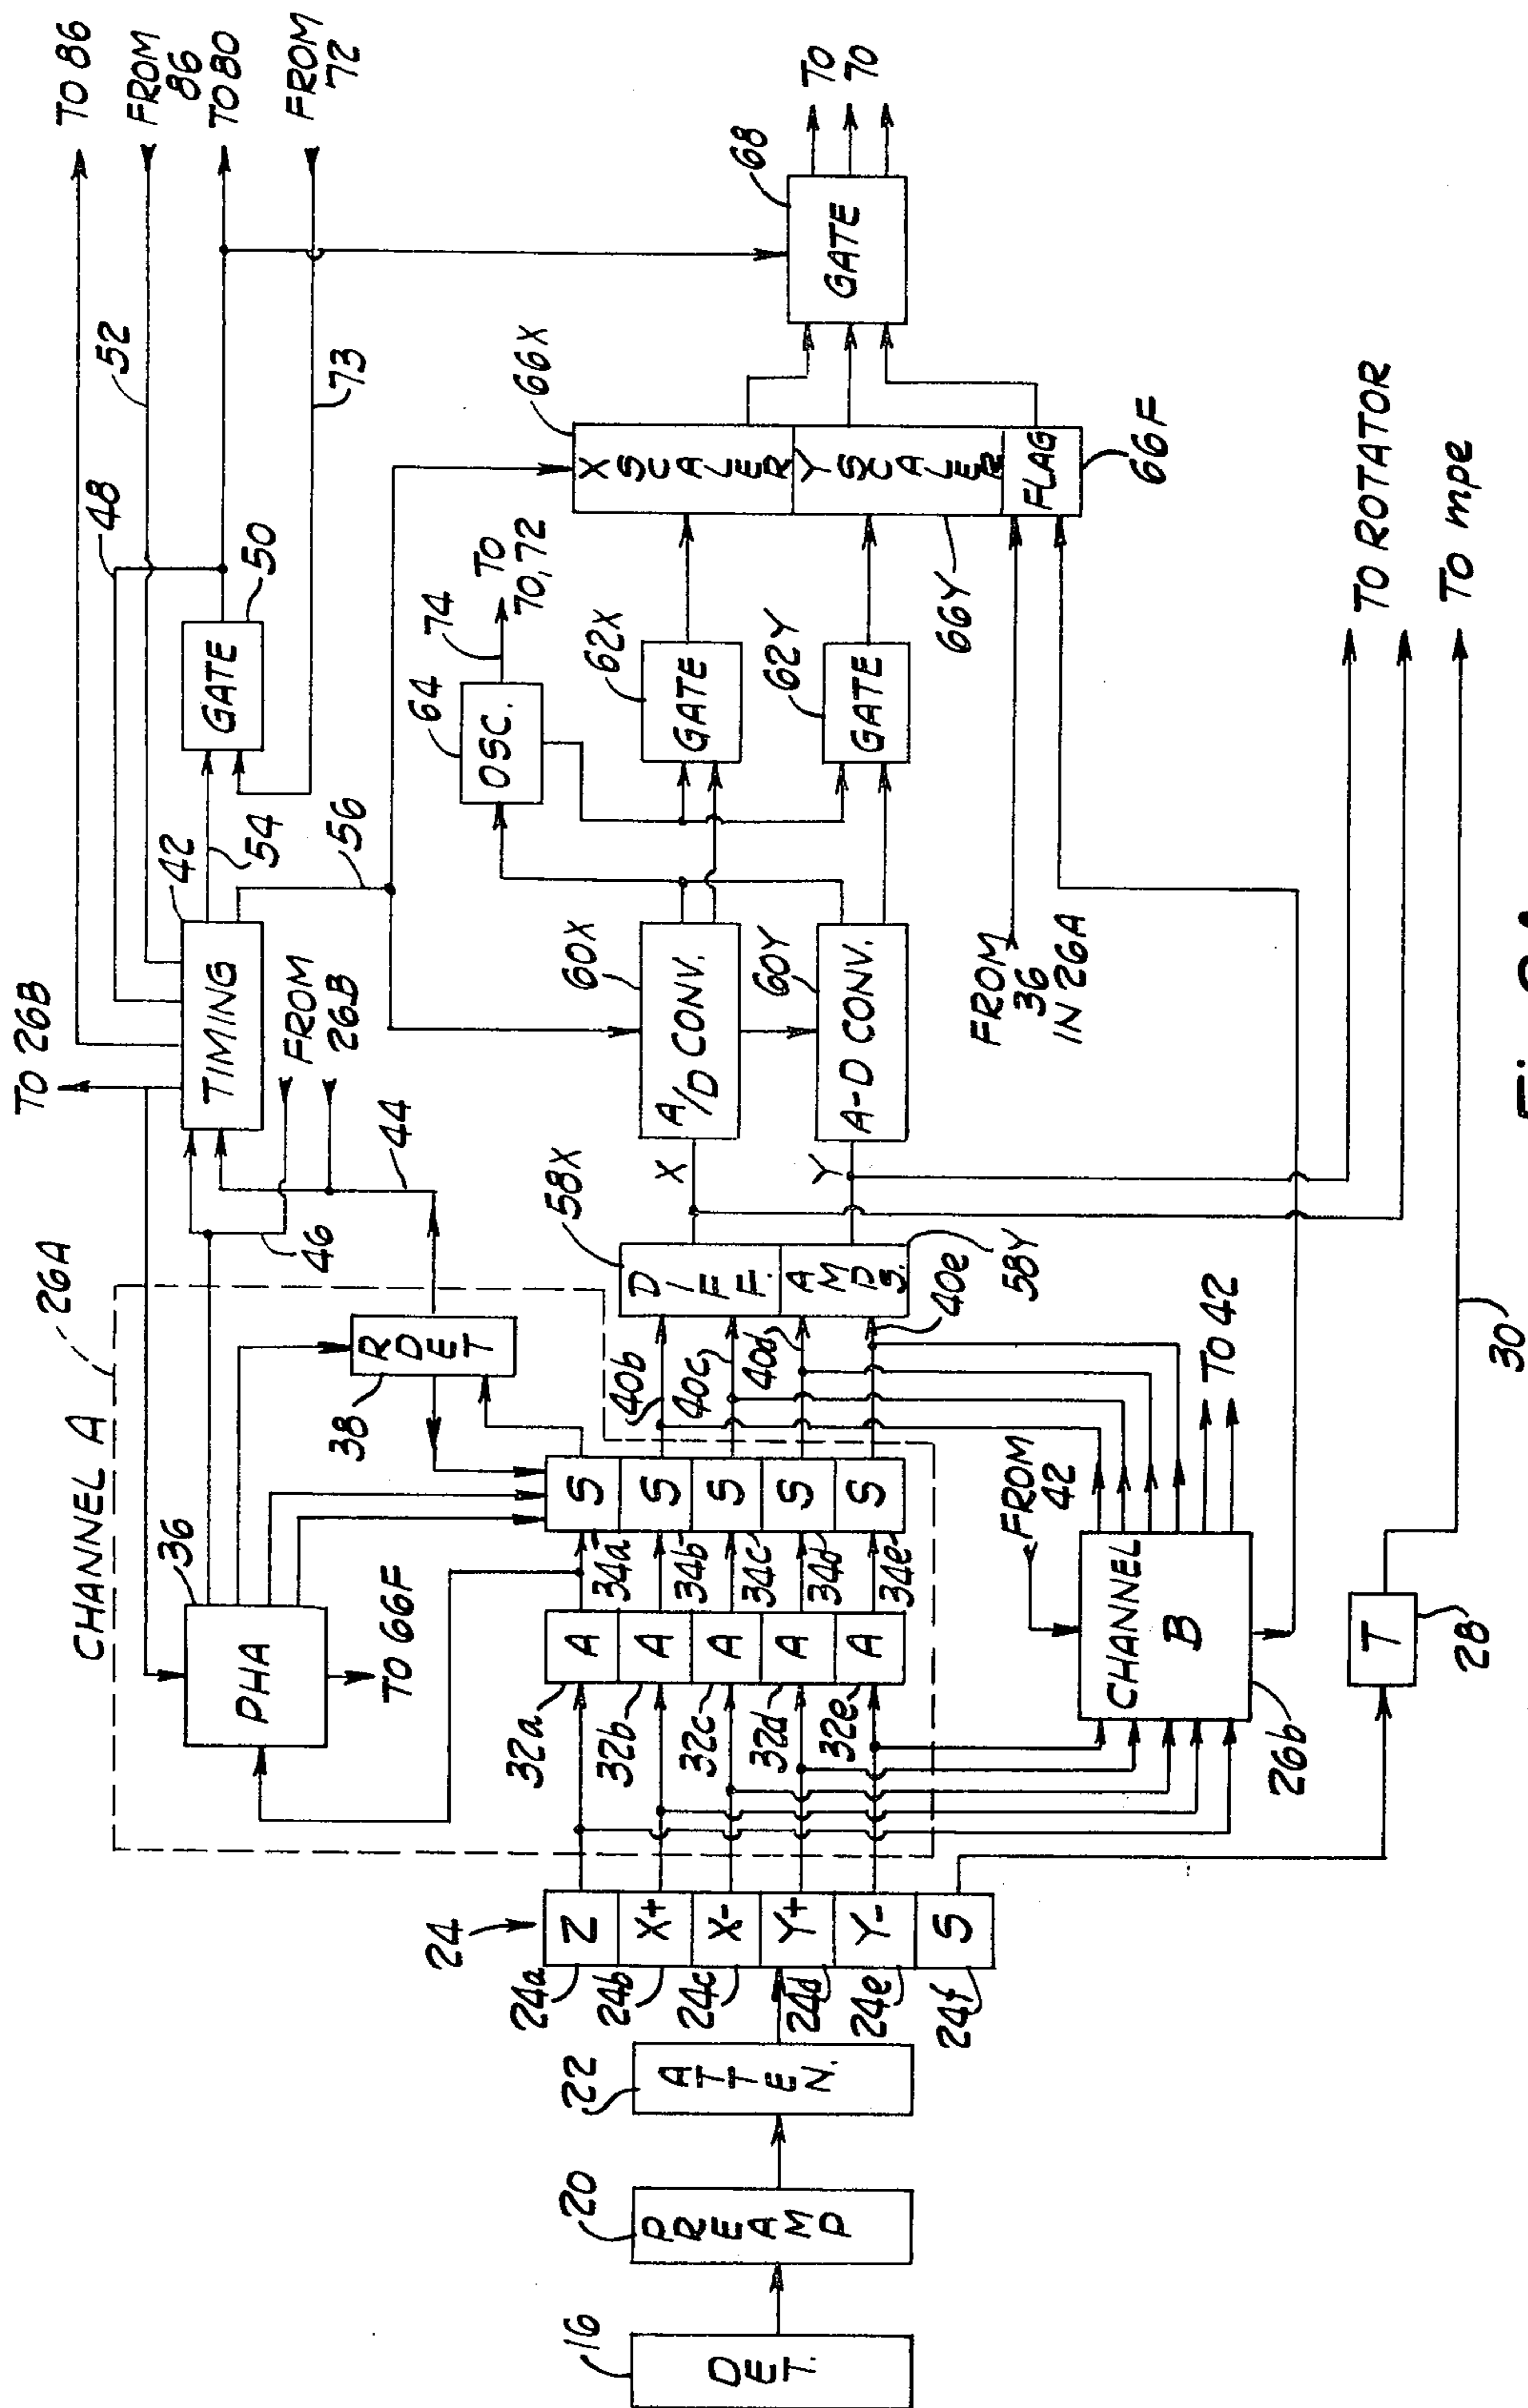 TO 86
FROM
86
TO 80
FROM
72
TO 26B
48
52
73
CHANNEL A
26A
42
TIMING
54
GATE
50
FROM
26B
46
44
56
36
PHA
TO 66F
38
R
DET
64
OSC.
74
TO
70,72
66X
68
GATE
TO
70
16
DET.
20
PREAMP
22
ATTEN.
24
24a
24b
24c
24d
24e
24f
Z
X+
X-
Y+
Y-
S
32a
32b
32c
32d
32e
A
A
A
A
A
34a
34b
34c
34d
34e
S
S
S
S
S
40b
40c
40d
40e
58X
DIFF.
AMPS.
58Y
X
Y
60X
A/D CONV.
60Y
A-D CONV.
62X
GATE
62Y
GATE
X SCALER
Y SCALER
FLAG
66Y
66F
FROM
36
IN 26A
FROM
42
CHANNEL
B
26b
TO 42
TO ROTATOR
TO mpe
T
28
30